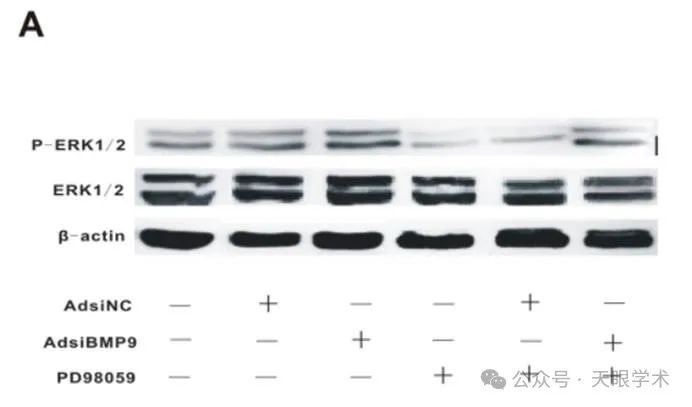 A
P-ERK1/2
ERK1/2
β-actin
AdsiNC — + — — + —
AdsiBMP9 — — + — — +
PD98059 — — — + + +
公众号 · 天眼学术